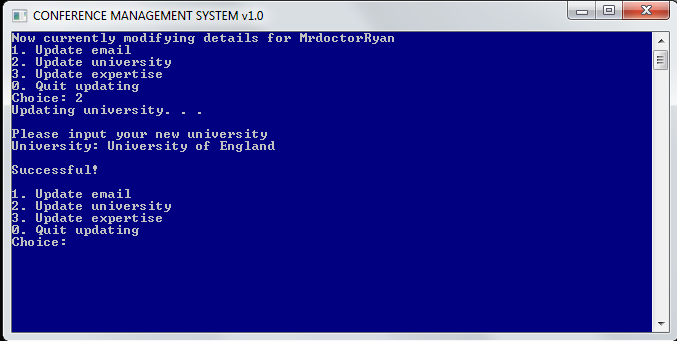 CONFERENCE MANAGEMENT SYSTEM v1.0
Now currently modifying details for MrdoctorRyan
1. Update email
2. Update university
3. Update expertise
0. Quit updating
Choice: 2
Updating university. . .
Please input your new university
University: University of England
Successful!
1. Update email
2. Update university
3. Update expertise
0. Quit updating
Choice: